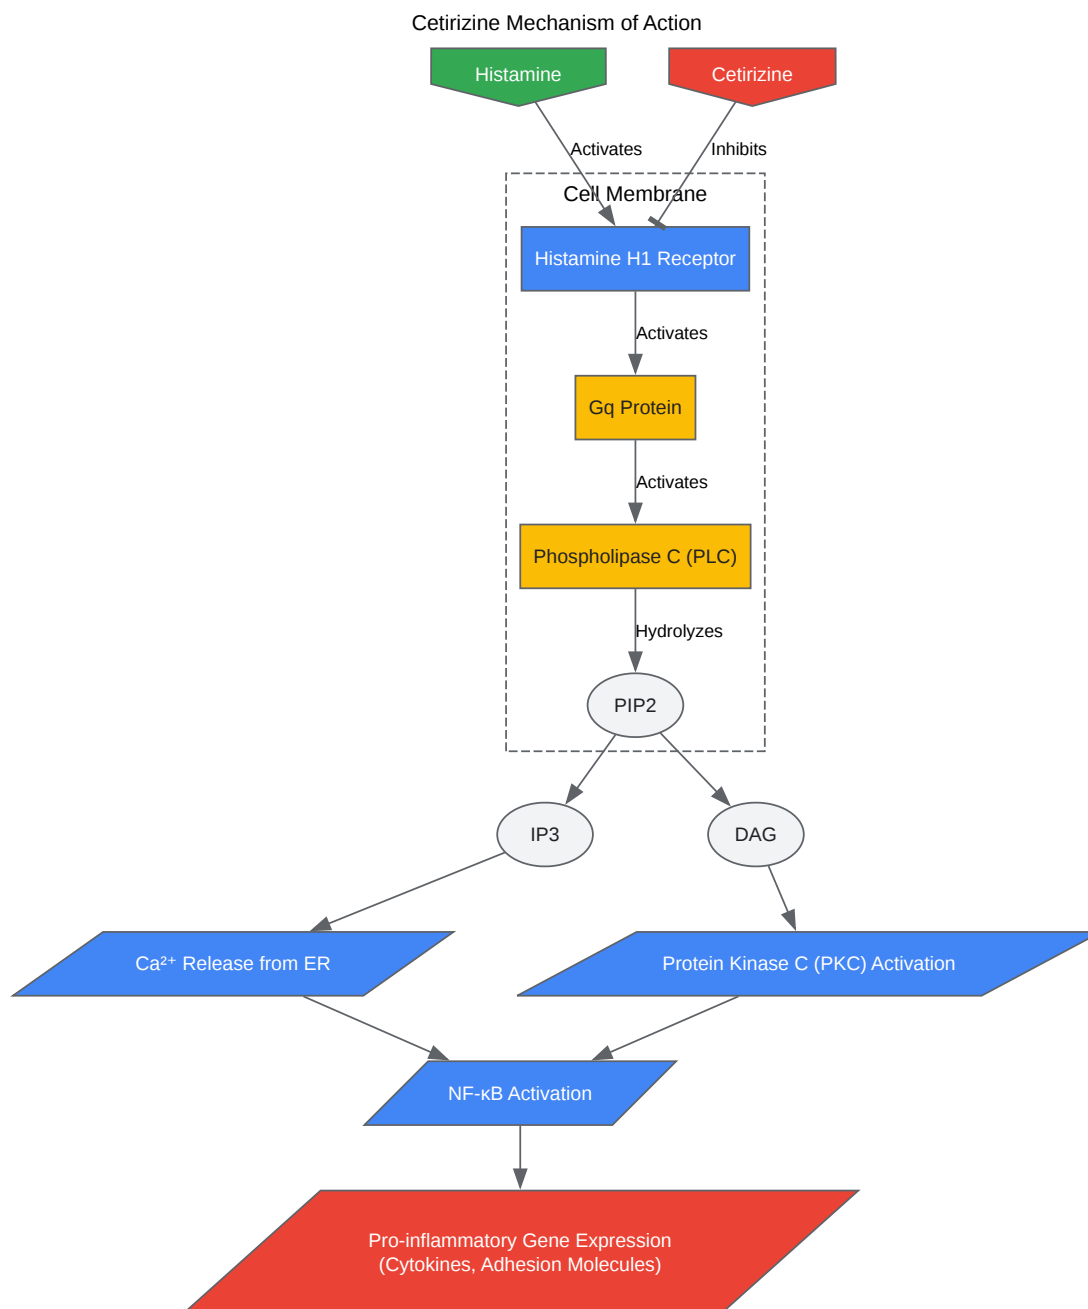 Cetirizine Mechanism of Action
Histamine
Cetirizine
Activates
Inhibits
Cell Membrane
Histamine H1 Receptor
Activates
Gq Protein
Activates
Phospholipase C (PLC)
Hydrolyzes
PIP2
IP3
DAG
Ca²⁺ Release from ER
Protein Kinase C (PKC) Activation
NF-κB Activation
Pro-inflammatory Gene Expression
(Cytokines, Adhesion Molecules)